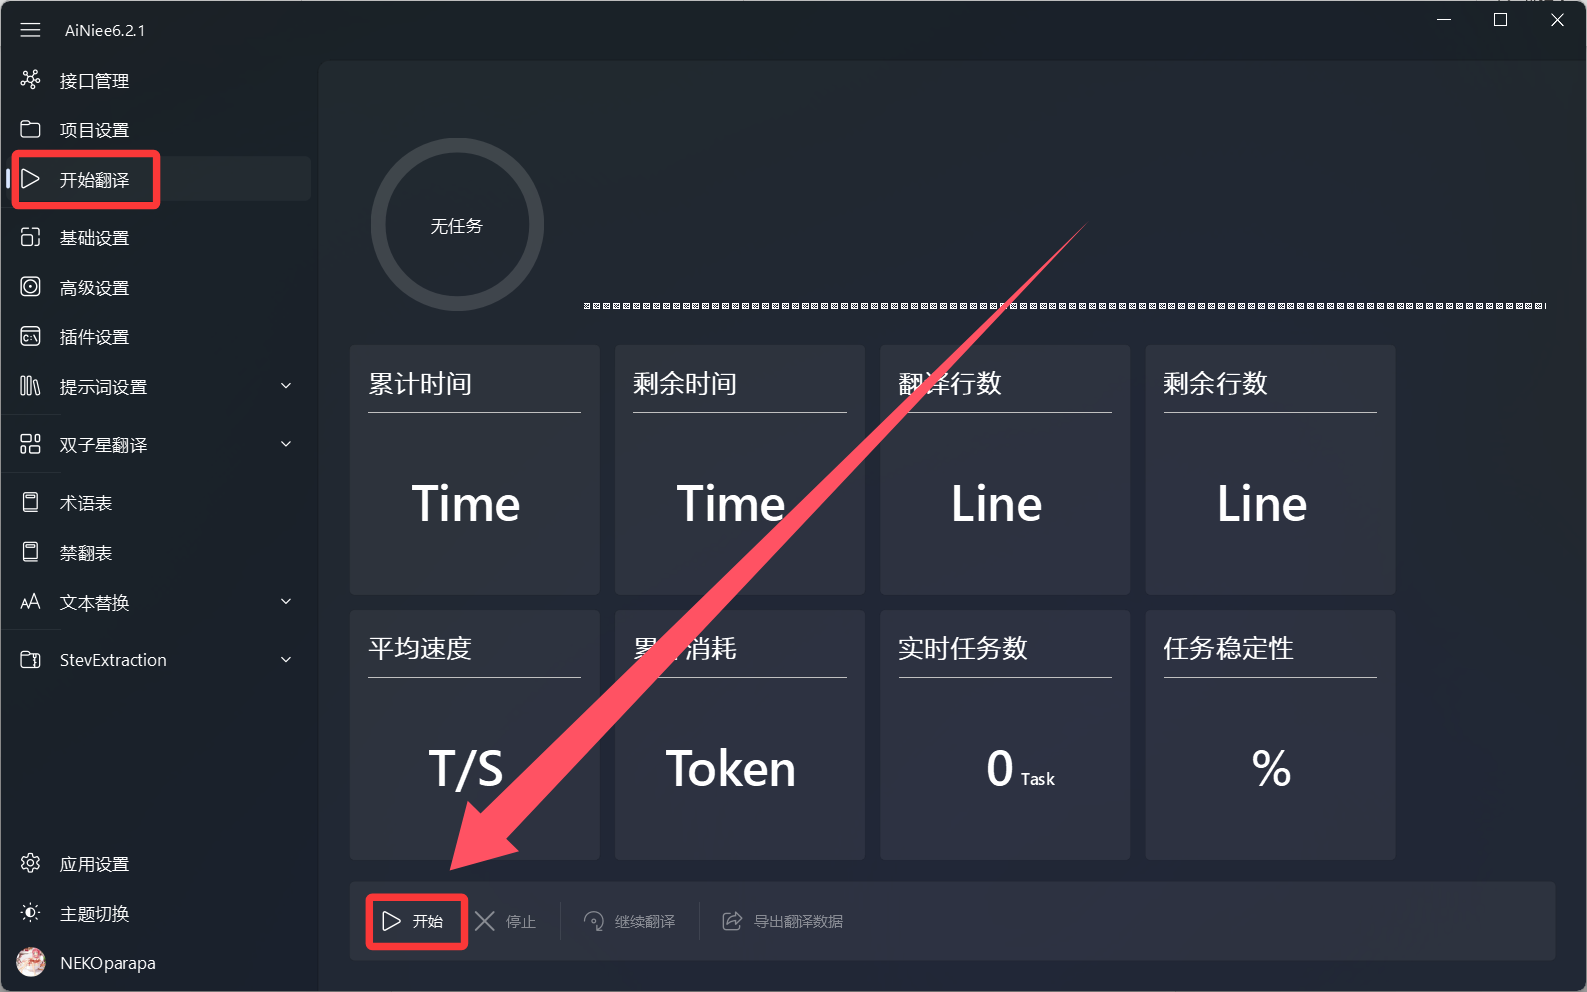 AiNiee6.2.1
接口管理
项目设置
开始翻译
基础设置
高级设置
插件设置
提示词设置
双子星翻译
术语表
禁翻表
文本替换
StevExtraction
应用设置
主题切换
NEKOparapa
无任务
累计时间
Time
剩余时间
Time
翻译行数
Line
剩余行数
Line
平均速度
T/S
累计消耗
Token
实时任务数
0 Task
任务稳定性
%
开始
停止
继续翻译
导出翻译数据